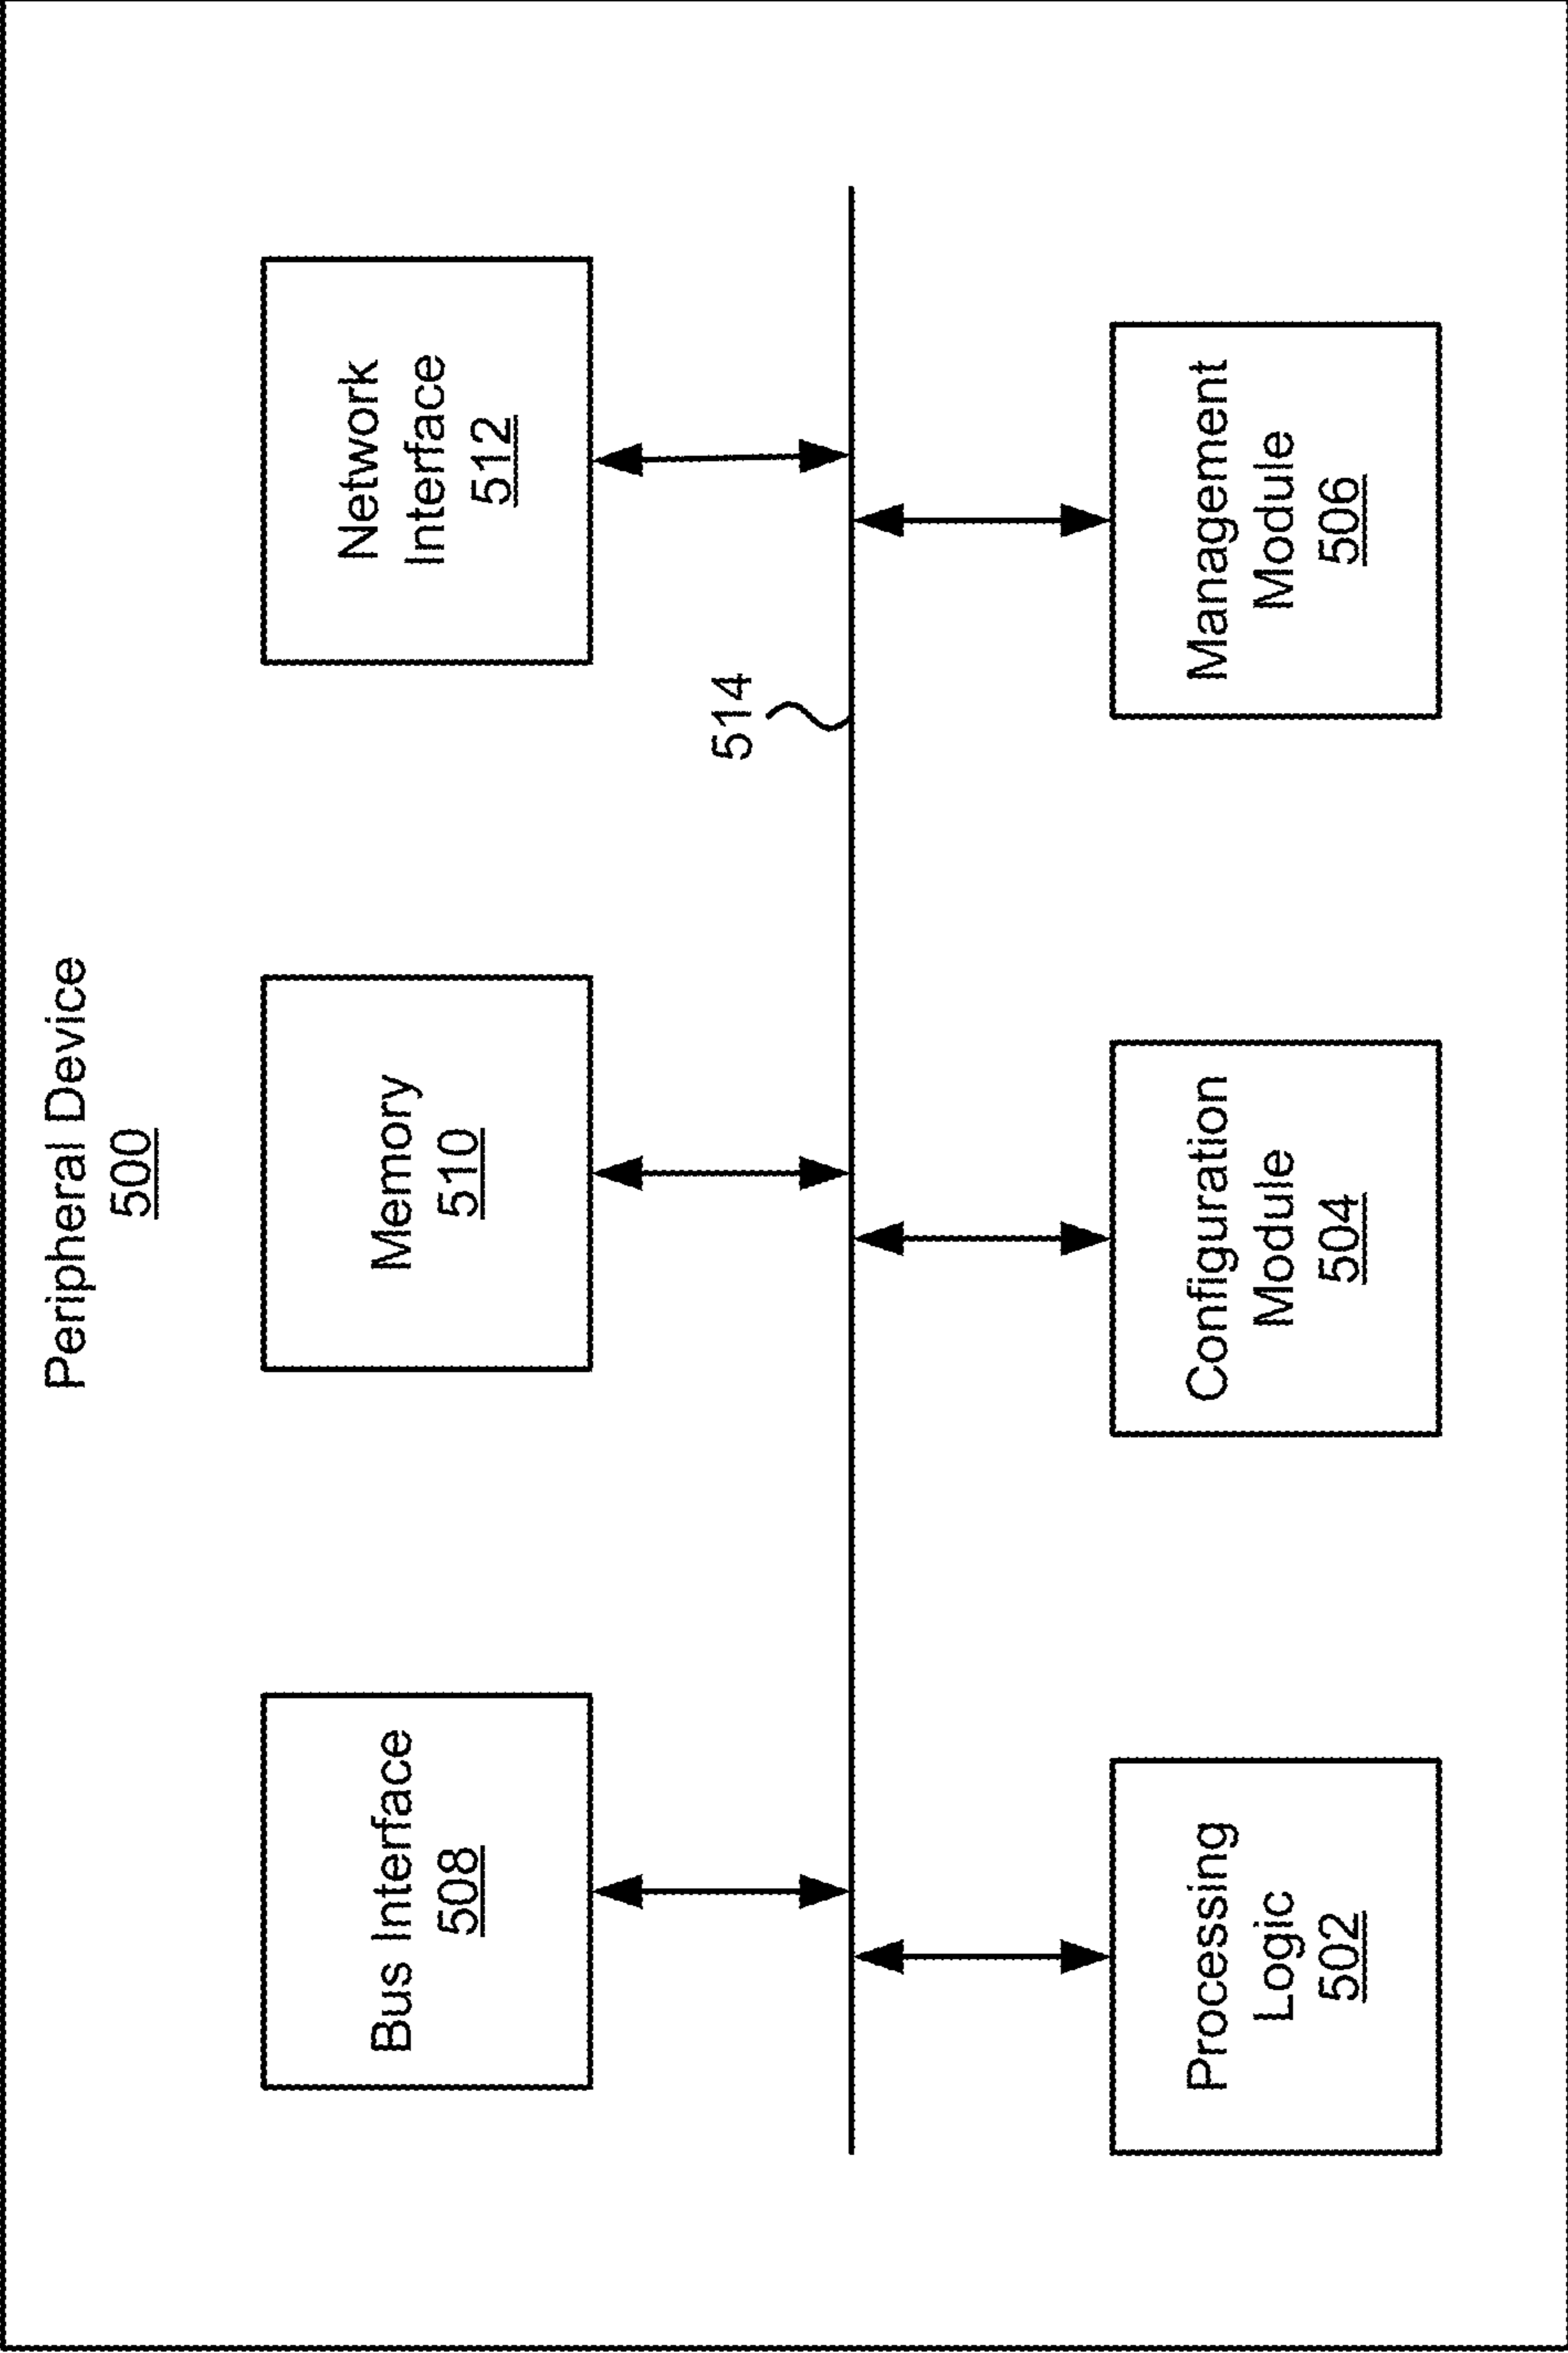 Peripheral Device
500
Bus Interface
508
Memory
510
Network
Interface
512
514
Processing
Logic
502
Configuration
Module
504
Management
Module
506